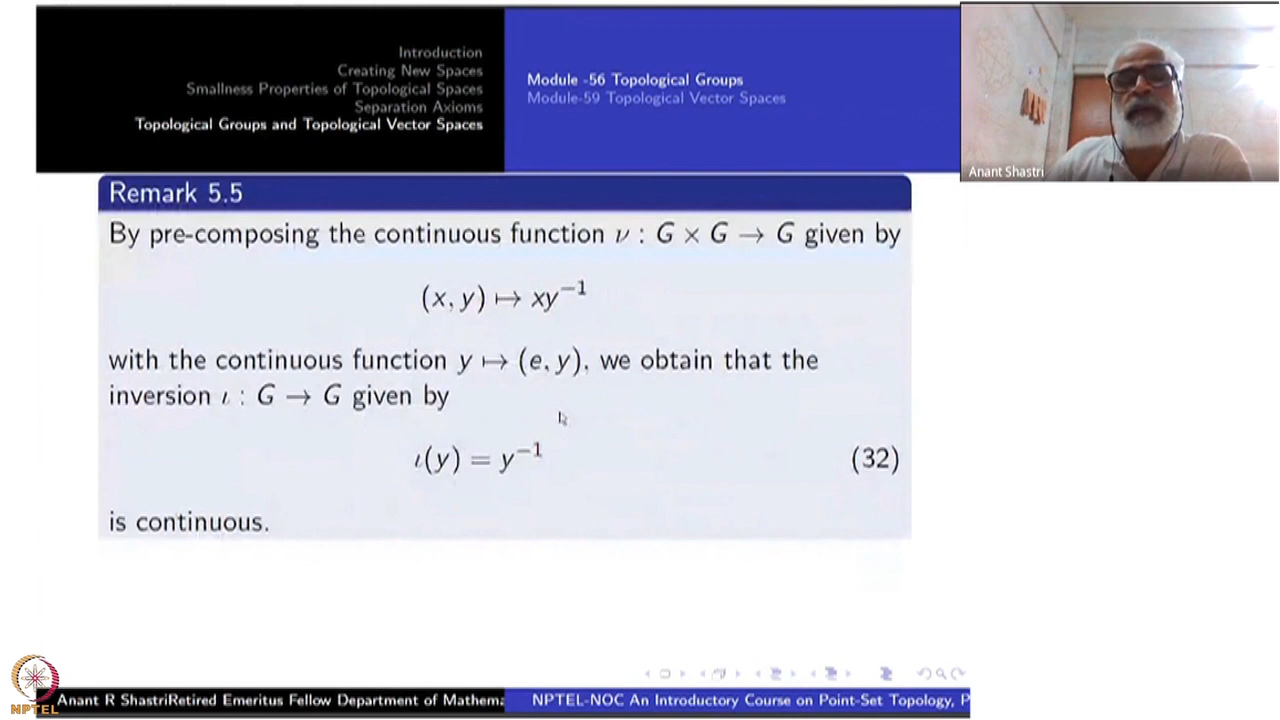 Introduction
Creating New Spaces
Smallness Properties of Topological Spaces
Separation Axioms
Topological Groups and Topological Vector Spaces
Module -56 Topological Groups
Module-59 Topological Vector Spaces
Anant Shastri
Remark 5.5
By pre-composing the continuous function ν : G × G → G given by
(x, y) ↦ xy⁻¹
with the continuous function y ↦ (e, y), we obtain that the
inversion ι : G → G given by
ι(y) = y⁻¹ (32)
is continuous.
NPTEL
Anant R ShastriRetired Emeritus Fellow Department of Mathema
NPTEL-NOC An Introductory Course on Point-Set Topology, P